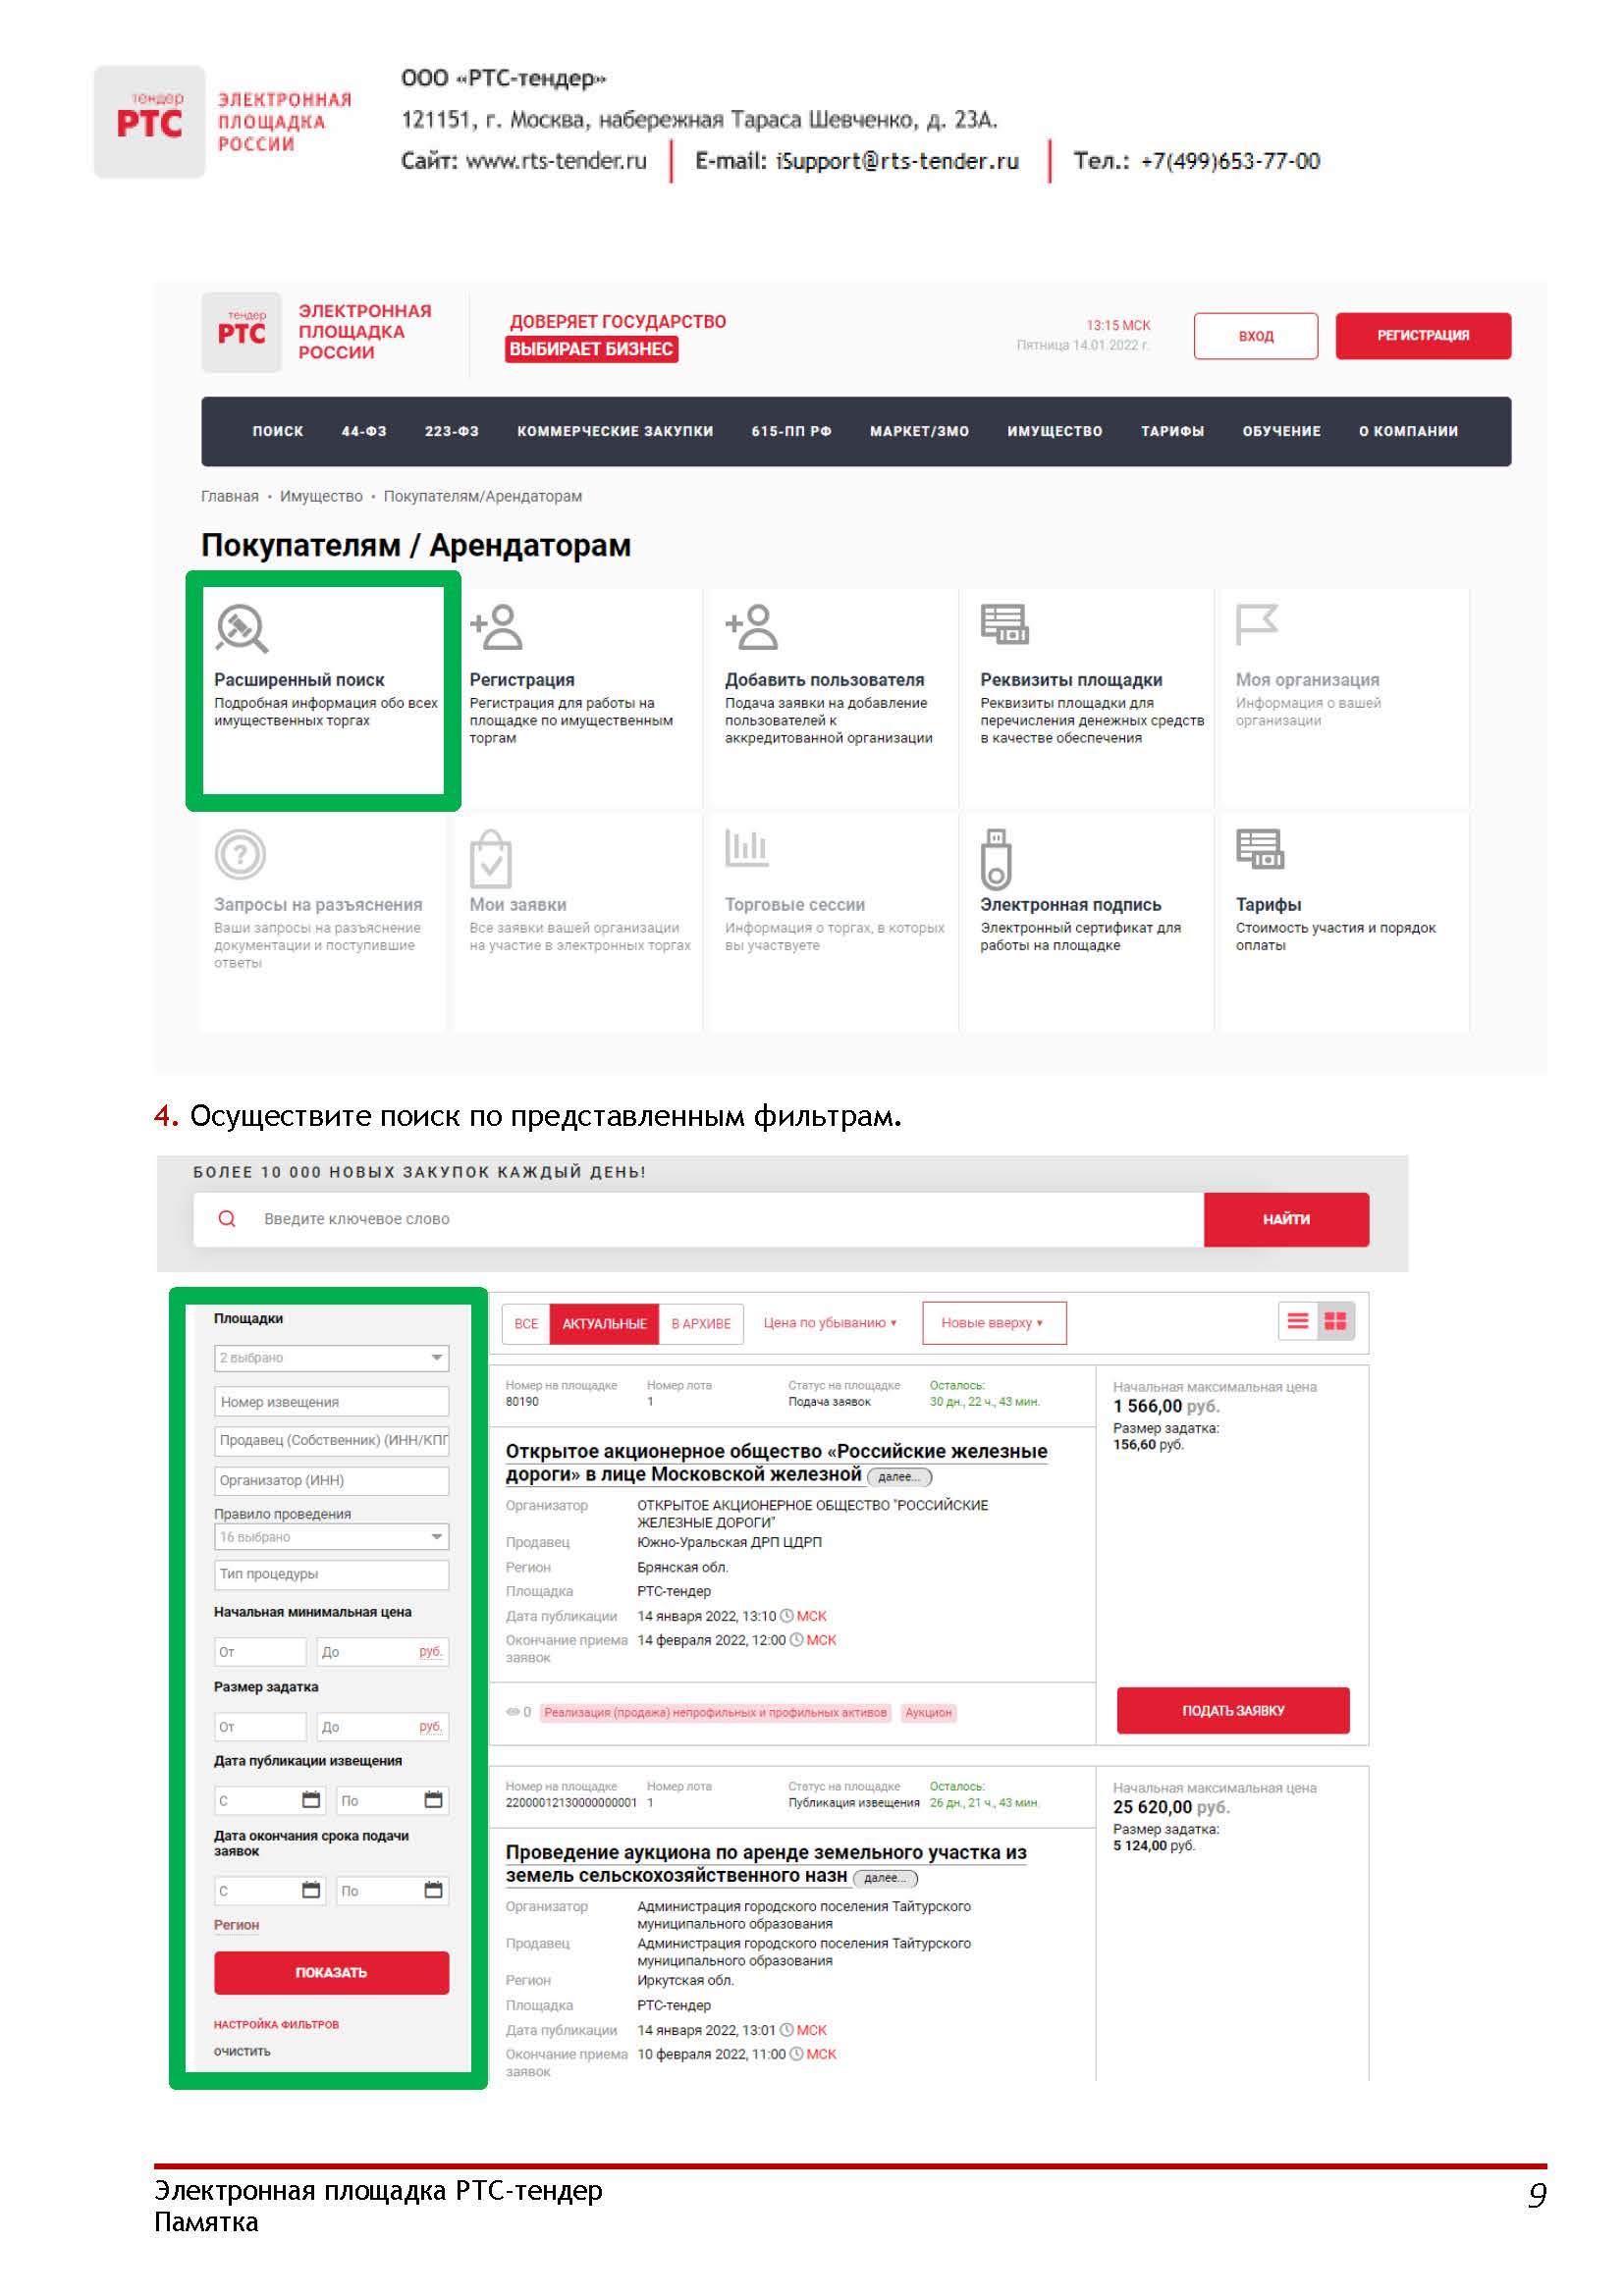 тендер
РТС
ЭЛЕКТРОННАЯ
ПЛОЩАДКА
РОССИИ
ООО «РТС-тендер»
121151, г. Москва, набережная Тараса Шевченко, д. 23А.
Сайт: www.rts-tender.ru | E-mail: iSupport@rts-tender.ru | Тел.: +7(499)653-77-00
тендер
РТС
ЭЛЕКТРОННАЯ
ПЛОЩАДКА
РОССИИ
ДОВЕРЯЕТ ГОСУДАРСТВО
ВЫБИРАЕТ БИЗНЕС
13:15 МСК
Пятница 14.01.2022 г.
ВХОД
РЕГИСТРАЦИЯ
ПОИСК 44-ФЗ 223-ФЗ КОММЕРЧЕСКИЕ ЗАКУПКИ 615-ПП РФ МАРКЕТ/ЗМО ИМУЩЕСТВО ТАРИФЫ ОБУЧЕНИЕ О КОМПАНИИ
Главная • Имущество • Покупателям/Арендаторам
Покупателям / Арендаторам
Расширенный поиск
Подробная информация обо всех
имущественных торгах
Регистрация
Регистрация для работы на
площадке по имущественным
торгам
Добавить пользователя
Подача заявки на добавление
пользователей к
аккредитованной организации
Реквизиты площадки
Реквизиты площадки для
перечисления денежных средств
в качестве обеспечения
Моя организация
Информация о вашей
организации
Запросы на разъяснения
Ваши запросы на разъяснение
документации и поступившие
ответы
Мои заявки
Все заявки вашей организации
на участие в электронных торгах
Торговые сессии
Информация о торгах, в которых
вы участвуете
Электронная подпись
Электронный сертификат для
работы на площадке
Тарифы
Стоимость участия и порядок
оплаты
4. Осуществите поиск по представленным фильтрам.
БОЛЕЕ 10 000 НОВЫХ ЗАКУПОК КАЖДЫЙ ДЕНЬ!
Введите ключевое слово
НАЙТИ
Площадки
2 выбрано
Номер извещения
Продавец (Собственник) (ИНН/КПП
Организатор (ИНН)
Правило проведения
16 выбрано
Тип процедуры
Начальная минимальная цена
От До руб.
Размер задатка
От До руб.
Дата публикации извещения
С По
Дата окончания срока подачи
заявок
С По
Регион
ПОКАЗАТЬ
НАСТРОЙКА ФИЛЬТРОВ
ОЧИСТИТЬ
ВСЕ АКТУАЛЬНЫЕ В АРХИВЕ Цена по убыванию Новые вверху
Номер на площадке Номер лота Статус на площадке Осталось:
80190 1 Подача заявок 30 дн., 22 ч., 43 мин.
Открытое акционерное общество «Российские железные
дороги» в лице Московской железной далее...
Организатор ОТКРЫТОЕ АКЦИОНЕРНОЕ ОБЩЕСТВО "РОССИЙСКИЕ
ЖЕЛЕЗНЫЕ ДОРОГИ"
Продавец Южно-Уральская ДРП ЦДРП
Регион Брянская обл.
Площадка РТС-тендер
Дата публикации 14 января 2022, 13:10 МСК
Окончание приема 14 февраля 2022, 12:00 МСК
заявок
0 Реализация (продажа) непрофильных и профильных активов Аукцион
Начальная максимальная цена
1 566,00 руб.
Размер задатка:
156,60 руб.
ПОДАТЬ ЗАЯВКУ
Номер на площадке Номер лота Статус на площадке Осталось:
22000012130000000001 1 Публикация извещения 26 дн., 21 ч., 43 мин.
Проведение аукциона по аренде земельного участка из
земель сельскохозяйственного назн далее...
Организатор Администрация городского поселения Тайтурского
муниципального образования
Продавец Администрация городского поселения Тайтурского
муниципального образования
Регион Иркутская обл.
Площадка РТС-тендер
Дата публикации 14 января 2022, 13:01 МСК
Окончание приема 10 февраля 2022, 11:00 МСК
заявок
Начальная максимальная цена
25 620,00 руб.
Размер задатка:
5 124,00 руб.
Электронная площадка РТС-тендер
Памятка
9